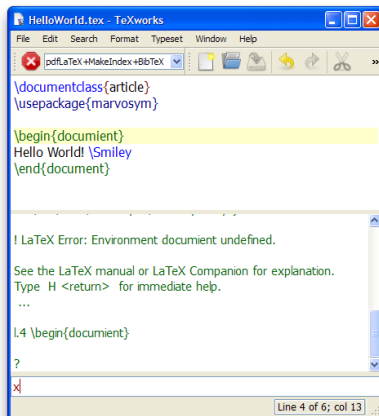 HelloWorld.tex - TeXworks
File Edit Search Format Typeset Window Help
pdfLaTeX+MakeIndex+BibTeX
\documentclass{article}
\usepackage{marvosym}
\begin{documient}
Hello World! \Smiley
\end{document}
! LaTeX Error: Environment documient undefined.
See the LaTeX manual or LaTeX Companion for explanation.
Type H <return> for immediate help.
...
l.4 \begin{documient}
?
x
Line 4 of 6; col 13